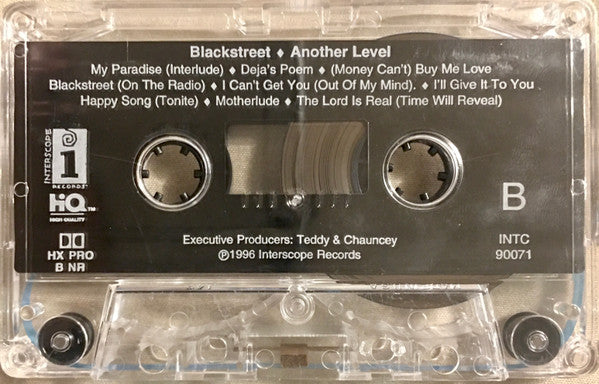 Blackstreet ♦ Another Level
My Paradise (Interlude) ♦ Deja's Poem ♦ (Money Can't) Buy Me Love
Blackstreet (On The Radio) ♦ I Can't Get You (Out Of My Mind). ♦ I'll Give It To You
Happy Song (Tonite) ♦ Motherlude ♦ The Lord Is Real (Time Will Reveal)
INTERSCOPE
i
RECORDS
HiQ™
HIGH-QUALITY
HX PRO
B NR
B
Executive Producers: Teddy & Chauncey
℗1996 Interscope Records
INTC
90071